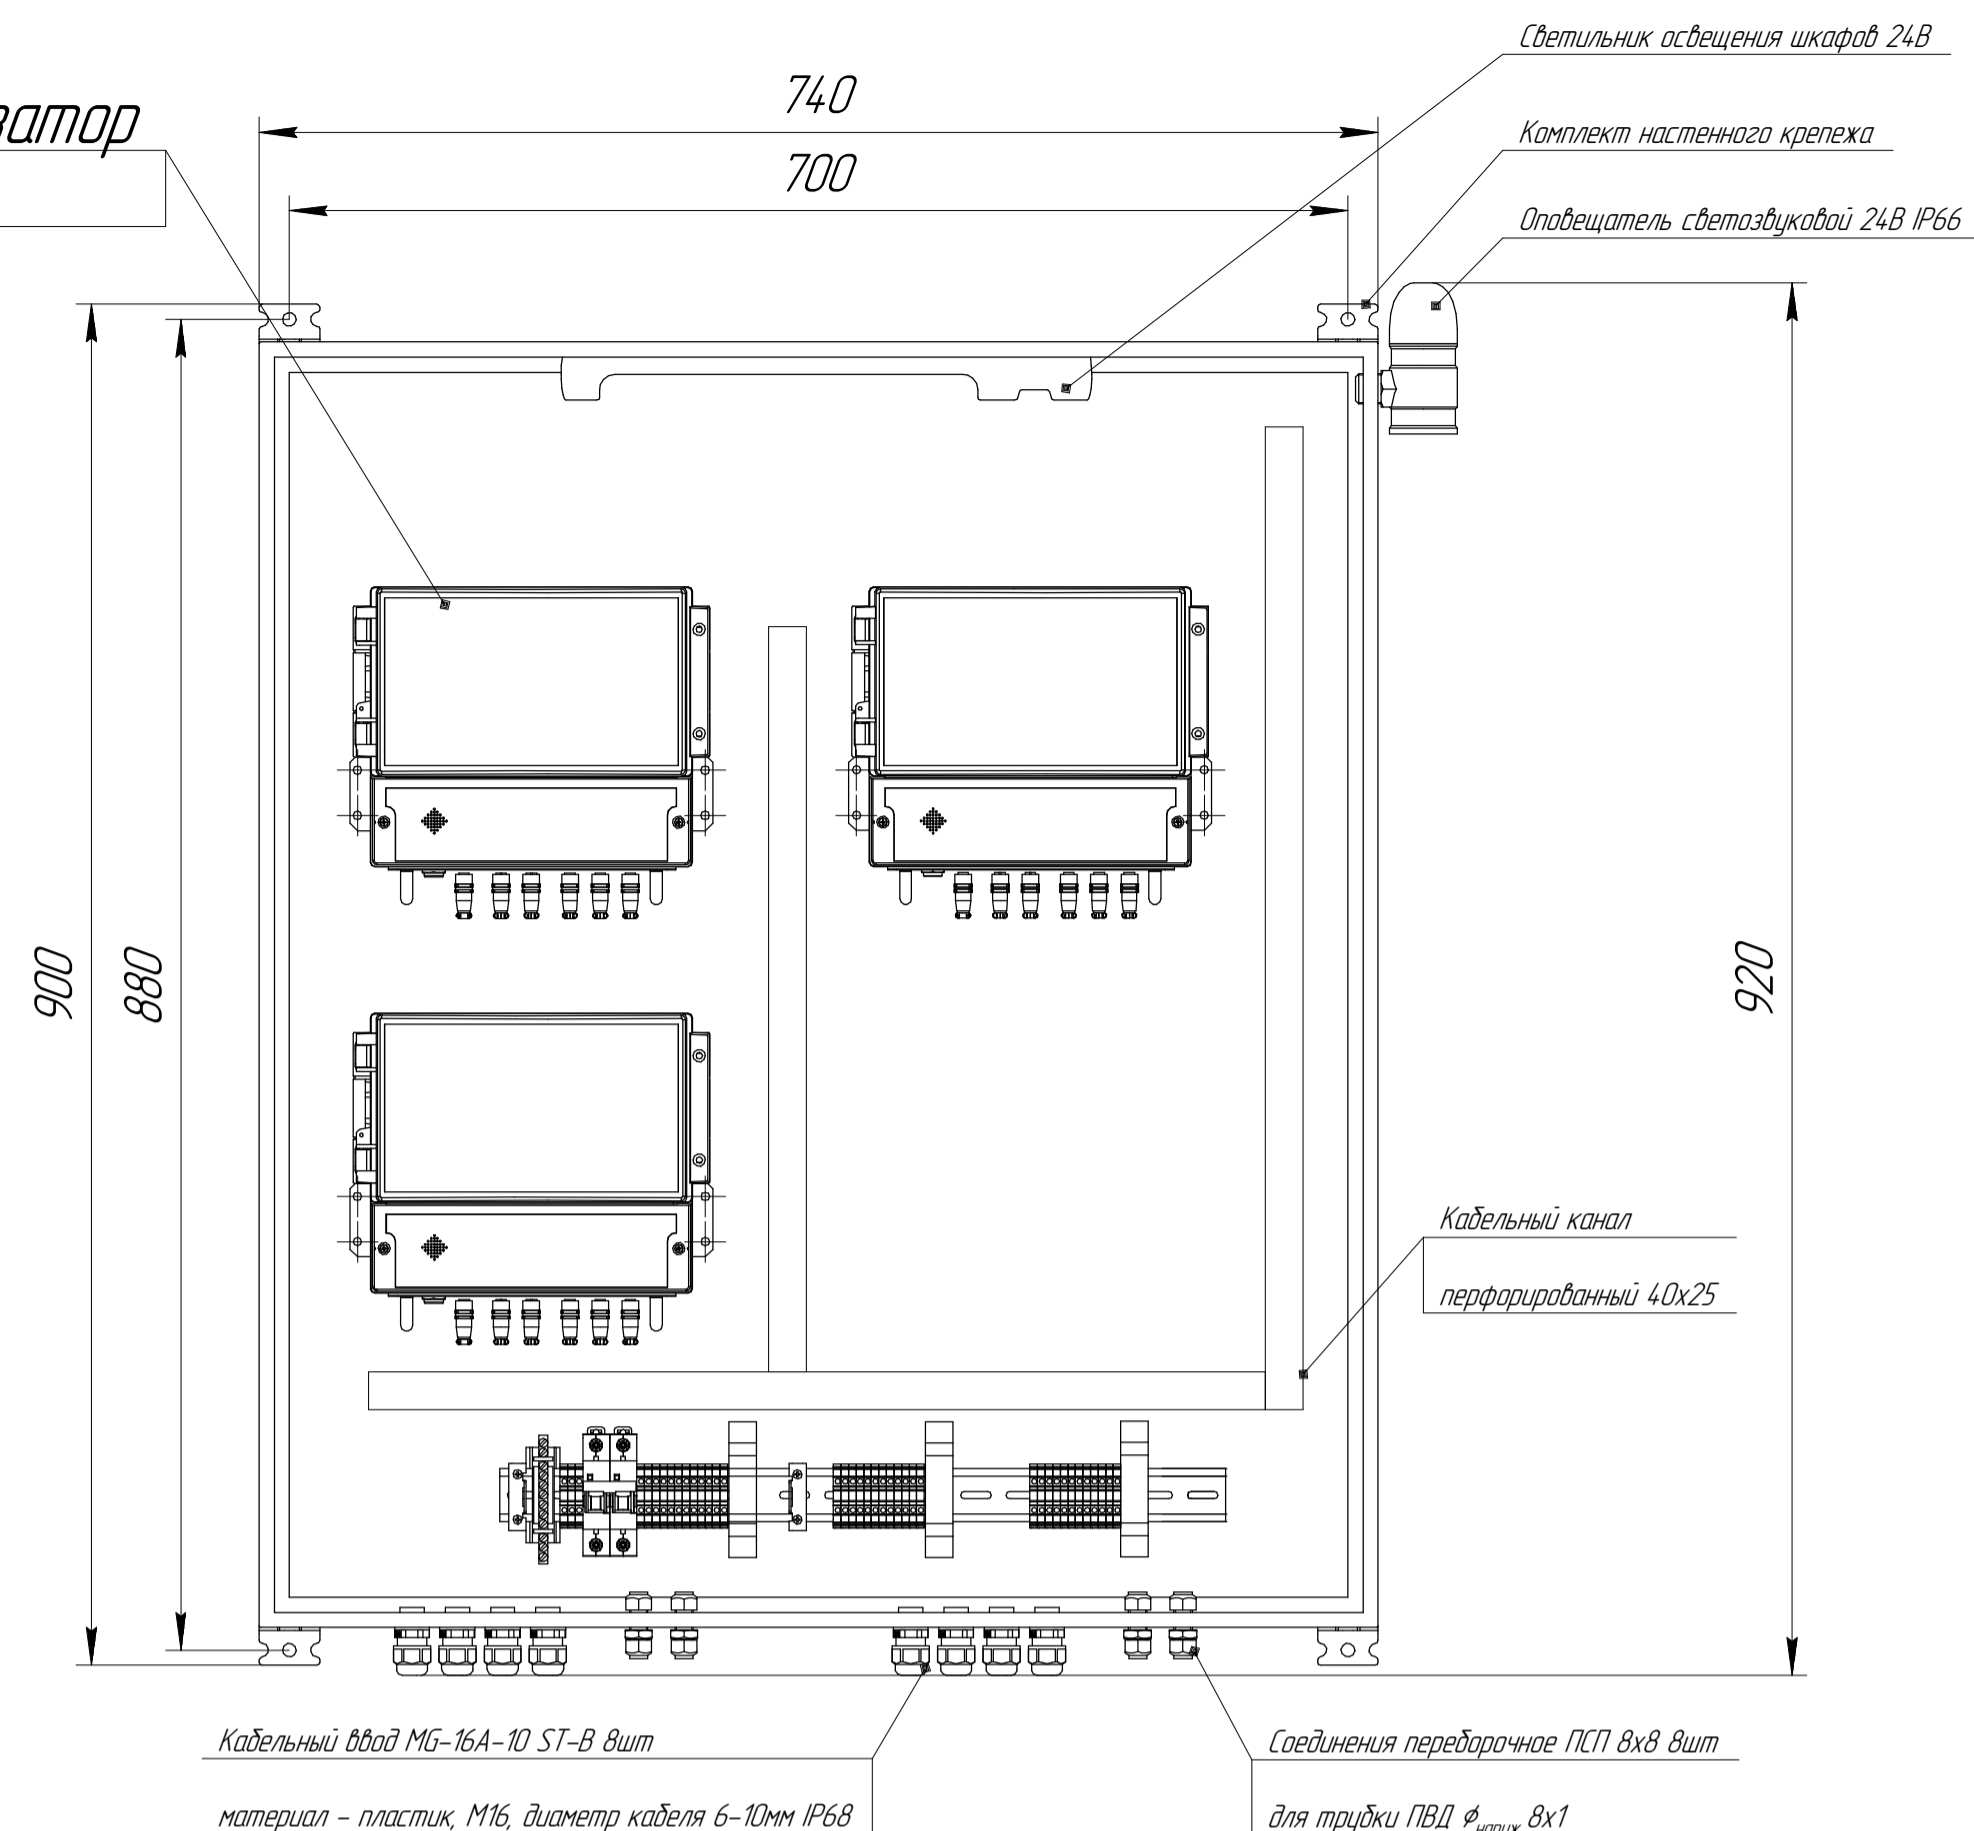 Светильник освещения шкафов 24В
740
Комплект настенного крепежа
700
Оповещатель светозвуковой 24В IP66
900
880
920
Кабельный канал
перфорированный 40х25
Кабельный ввод MG-16A-10 ST-B 8шт
материал - пластик, М16, диаметр кабеля 6-10мм IP68
Соединения переборочное ПСП 8х8 8шт
для трубки ПВД ϕ 8х1